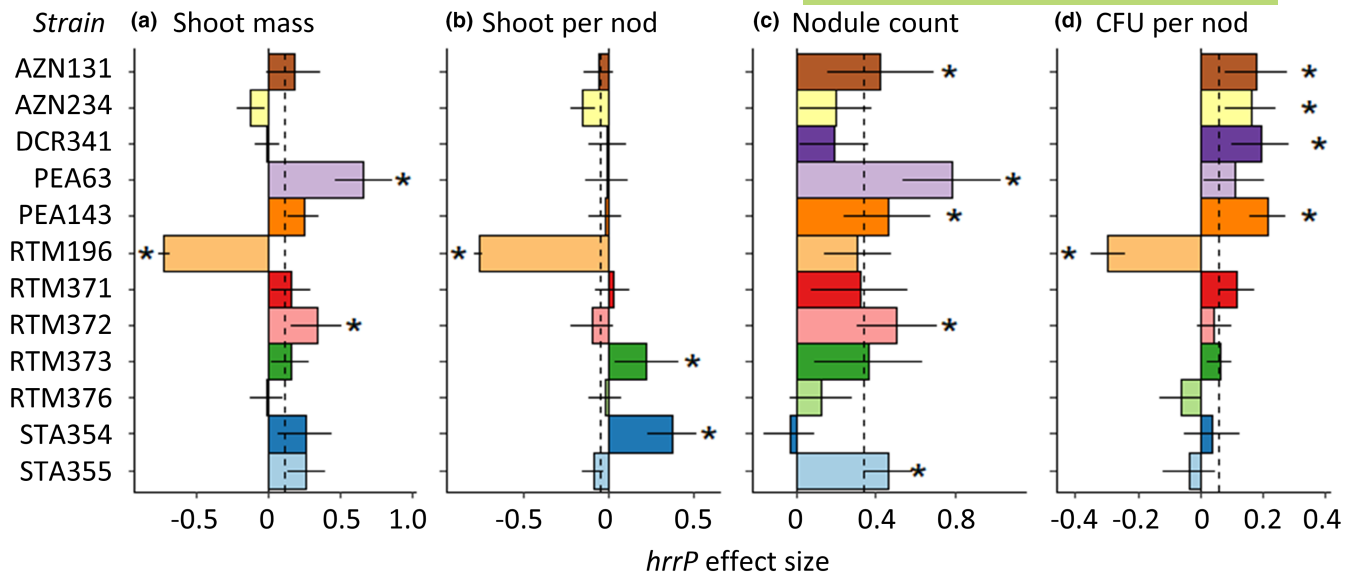 Strain (a) Shoot mass (b) Shoot per nod (c) Nodule count (d) CFU per nod
AZN131 *  *
AZN234 *
DCR341 *
PEA63 * *
PEA143 * *
RTM196 * * *
RTM371
RTM372 * *
RTM373 *
RTM376
STA354 *
STA355 *
-0.5 0 0.5 1.0 -0.5 0 0.5 0 0.4 0.8 -0.4 -0.2 0 0.2 0.4
hrrP effect size